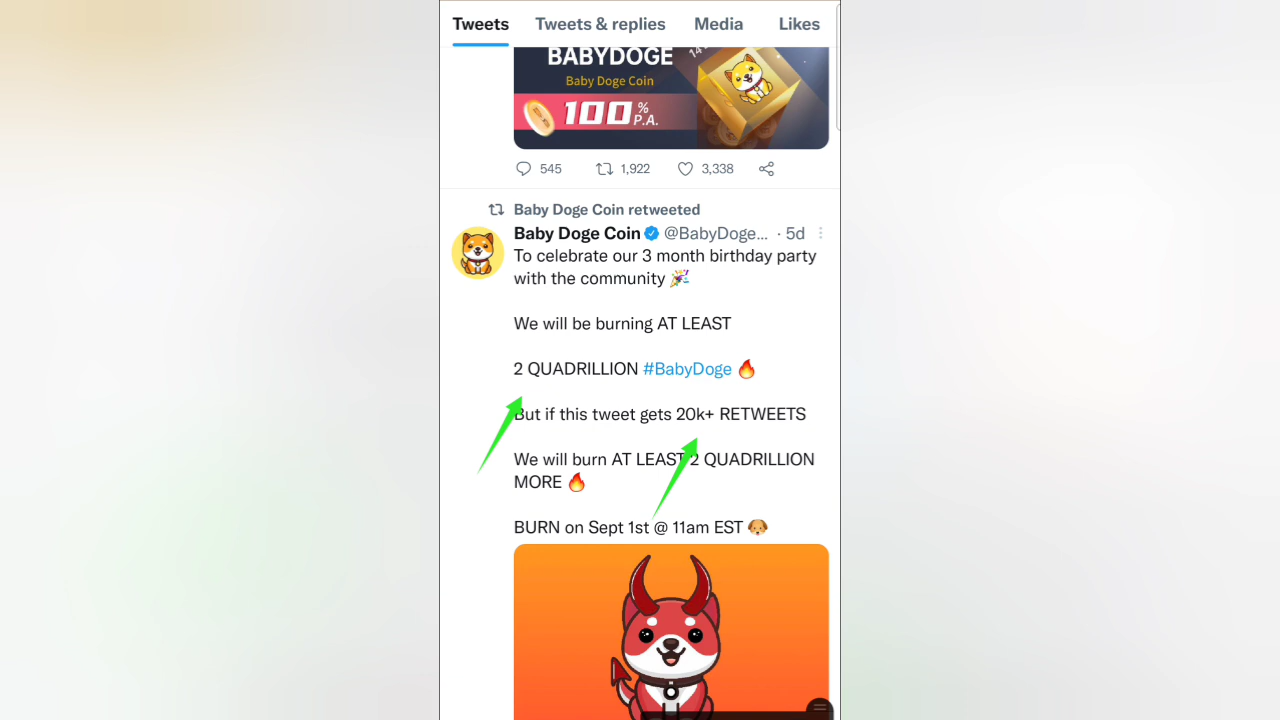 Tweets Tweets & replies Media Likes
BABYDOGE
Baby Doge Coin
100 % P.A.
545 1,922 3,338
Baby Doge Coin retweeted
Baby Doge Coin @BabyDoge... · 5d
To celebrate our 3 month birthday party
with the community 🎉
We will be burning AT LEAST
2 QUADRILLION #BabyDoge 🔥
But if this tweet gets 20k+ RETWEETS
We will burn AT LEAST 2 QUADRILLION
MORE 🔥
BURN on Sept 1st @ 11am EST 🐶